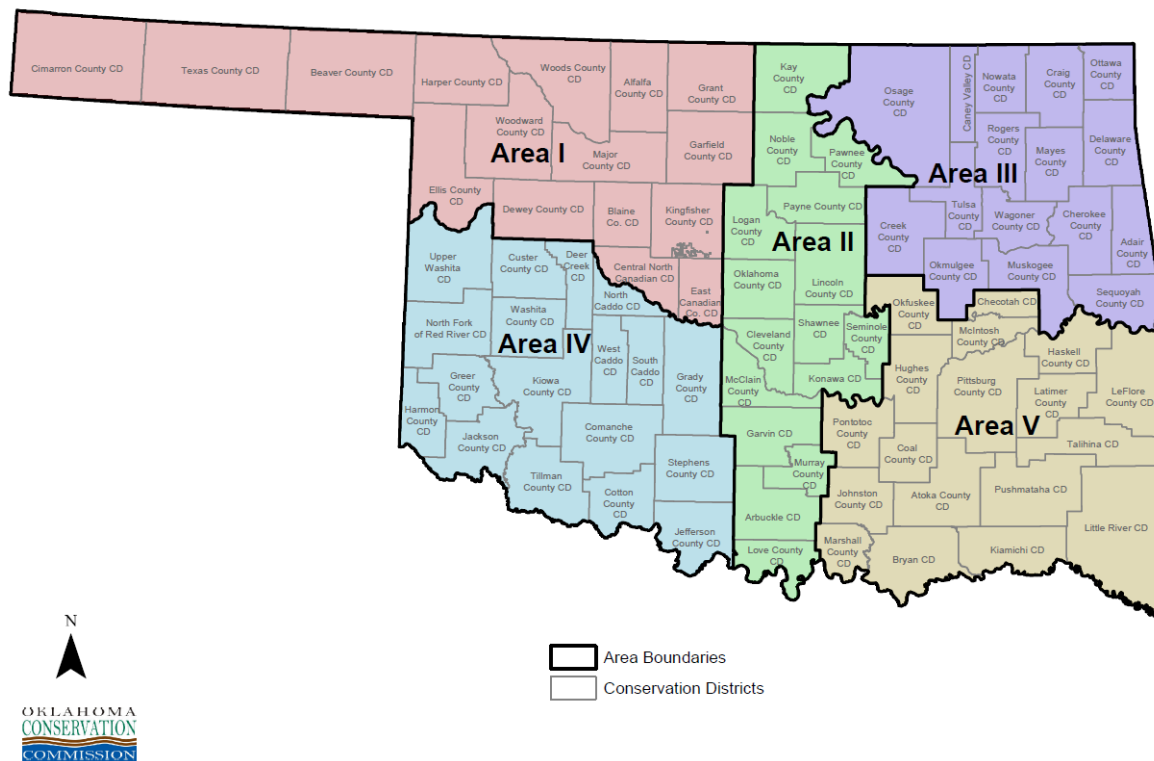 Cimarron County CD
Texas County CD
Beaver County CD
Harper County CD
Woods County
CD
Alfalfa
County CD
Grant
County CD
Woodward
County CD
Major
County CD
Garfield
County CD
Ellis County
CD
Dewey County CD
Blaine
Co. CD
Kingfisher
County CD
Central North
Canadian CD
East
Canadian
Co. CD
Area I
Kay
County
CD
Noble
County
CD
Pawnee
County
CD
Payne County CD
Logan
County
CD
Area II
Oklahoma
County CD
Lincoln
County CD
Cleveland
County
CD
Shawnee
CD
Seminole
County
CD
McClain
County
CD
Konawa CD
Garvin CD
Murray
County
CD
Arbuckle CD
Love County
CD
Osage
County
CD
Caney Valley CD
Nowata
County
CD
Craig
County
CD
Ottawa
County
CD
Rogers
County
CD
Mayes
County
CD
Delaware
County CD
Area III
Creek
County
CD
Tulsa
County
CD
Wagoner
County CD
Cherokee
County
CD
Adair
County
CD
Okmulgee
County CD
Muskogee
County CD
Sequoyah
County CD
Upper
Washita
CD
Custer
County CD
Deer
Creek
CD
North
Caddo CD
Washita
County CD
North Fork
of Red River CD
Area IV
West
Caddo
CD
South
Caddo CD
Grady
County
CD
Greer
County
CD
Kiowa
County CD
Harmon
County
CD
Jackson
County CD
Comanche
County CD
Tillman
County CD
Cotton
County
CD
Stephens
County CD
Jefferson
County CD
Okfuskee
County
CD
Checotah CD
McIntosh
County CD
Haskell
County CD
Hughes
County
CD
Pittsburg
County CD
Latimer
County
CD
LeFlore
County CD
Area V
Pontotoc
County
CD
Coal
County CD
Talihina CD
Johnston
County CD
Atoka County
CD
Pushmataha CD
Little River CD
Marshall
County
CD
Bryan CD
Kiamichi CD
N
Area Boundaries
Conservation Districts
OKLAHOMA
CONSERVATION
COMMISSION